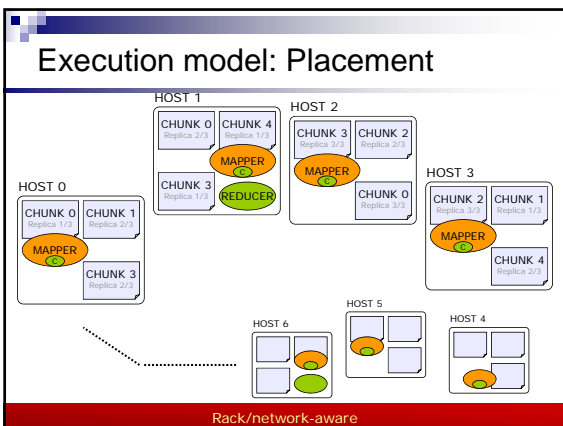 Execution model: Placement
HOST 0
CHUNK 0
Replica 1/3
CHUNK 1
Replica 2/3
MAPPER
C
CHUNK 3
Replica 2/3
HOST 1
CHUNK 0
Replica 2/3
CHUNK 4
Replica 1/3
MAPPER
C
CHUNK 3
Replica 1/3
REDUCER
HOST 2
CHUNK 3
Replica 3/3
CHUNK 2
Replica 2/3
MAPPER
C
CHUNK 0
Replica 3/3
HOST 3
CHUNK 2
Replica 3/3
CHUNK 1
Replica 1/3
MAPPER
C
CHUNK 4
Replica 2/3
HOST 6
HOST 5
HOST 4
Rack/network-aware